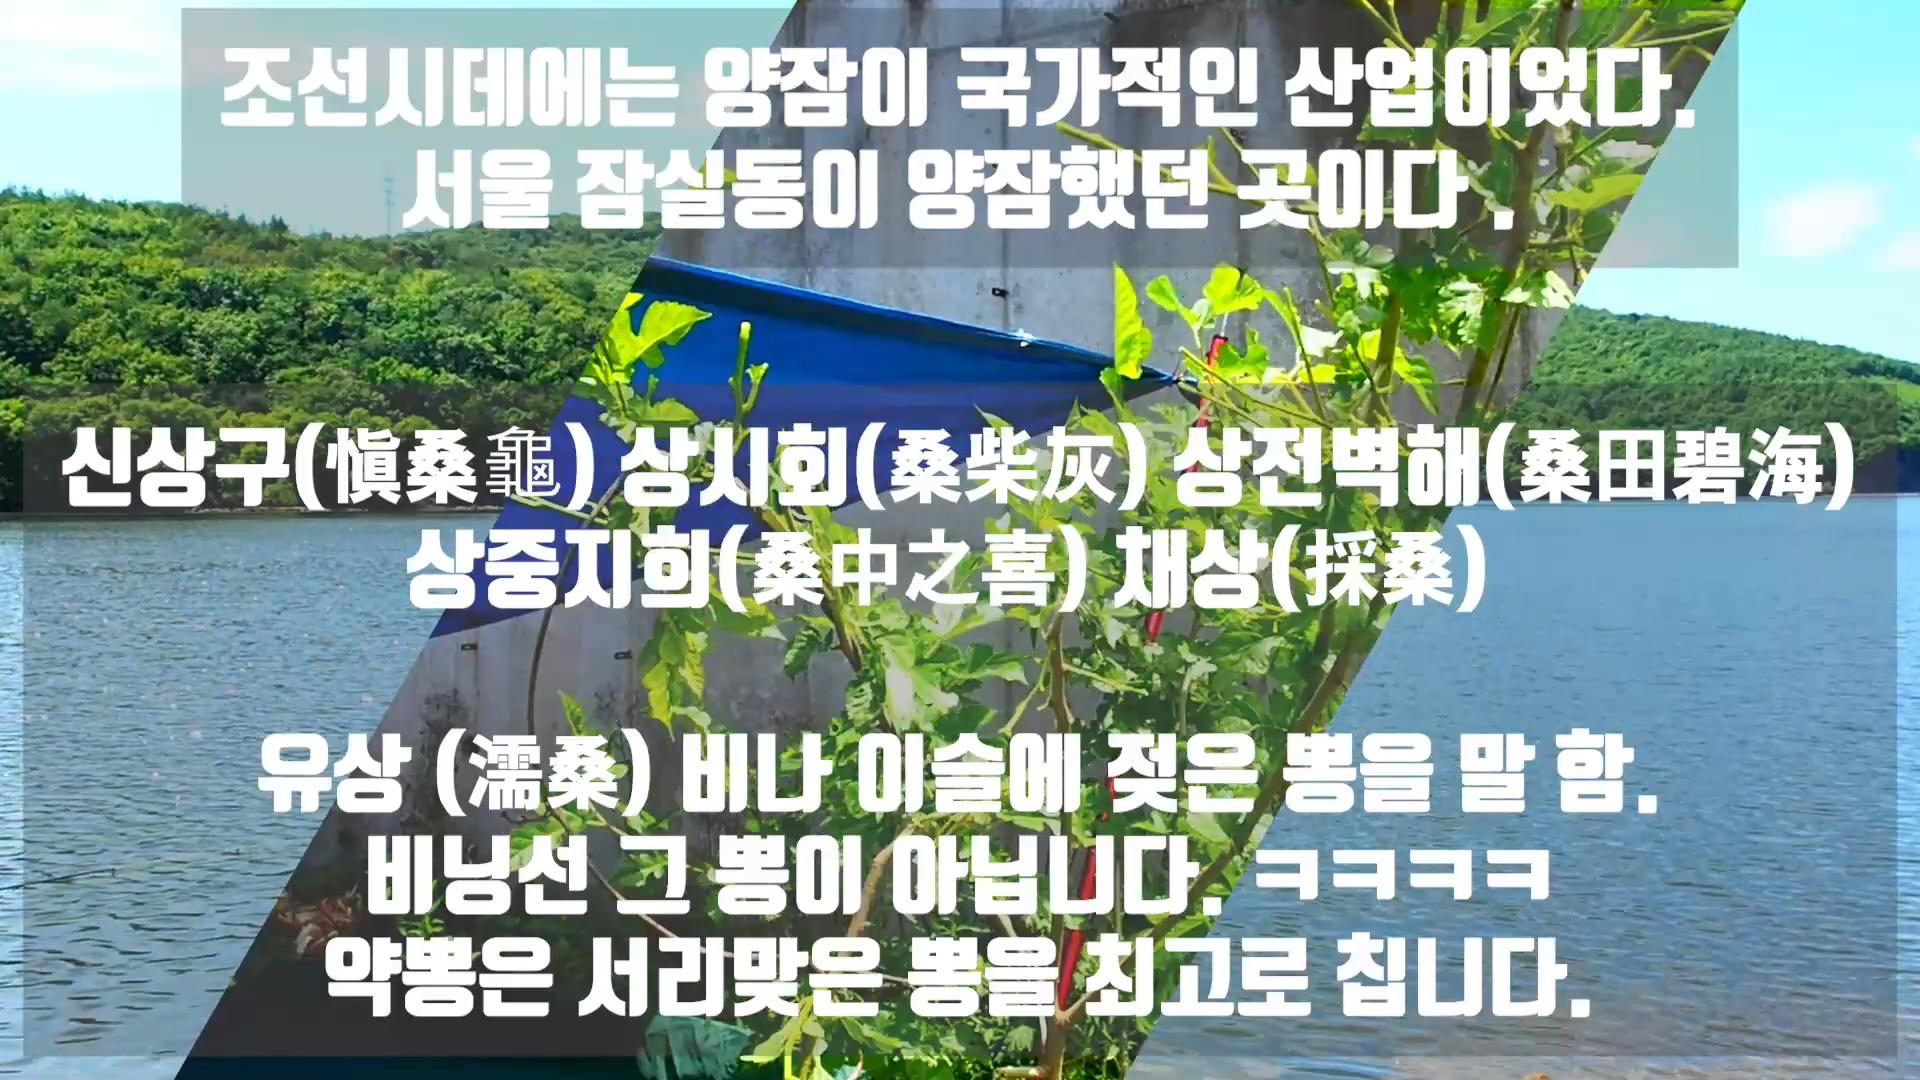 조선시데에는 양잠이 국가적인 산업이었다.
서울 잠실동이 양잠했던 곳이다 .
신상구(愼桑龜) 상시회(桑柴灰) 상전벽해(桑田碧海)
상중지희(桑中之喜) 채상(採桑)
유상 (濡桑) 비나 이슬에 젖은 뽕을 말 함.
비닝선 그 뽕이 아닙니다. ㅋㅋㅋㅋ
약뽕은 서리맞은 뽕을 최고로 칩니다.